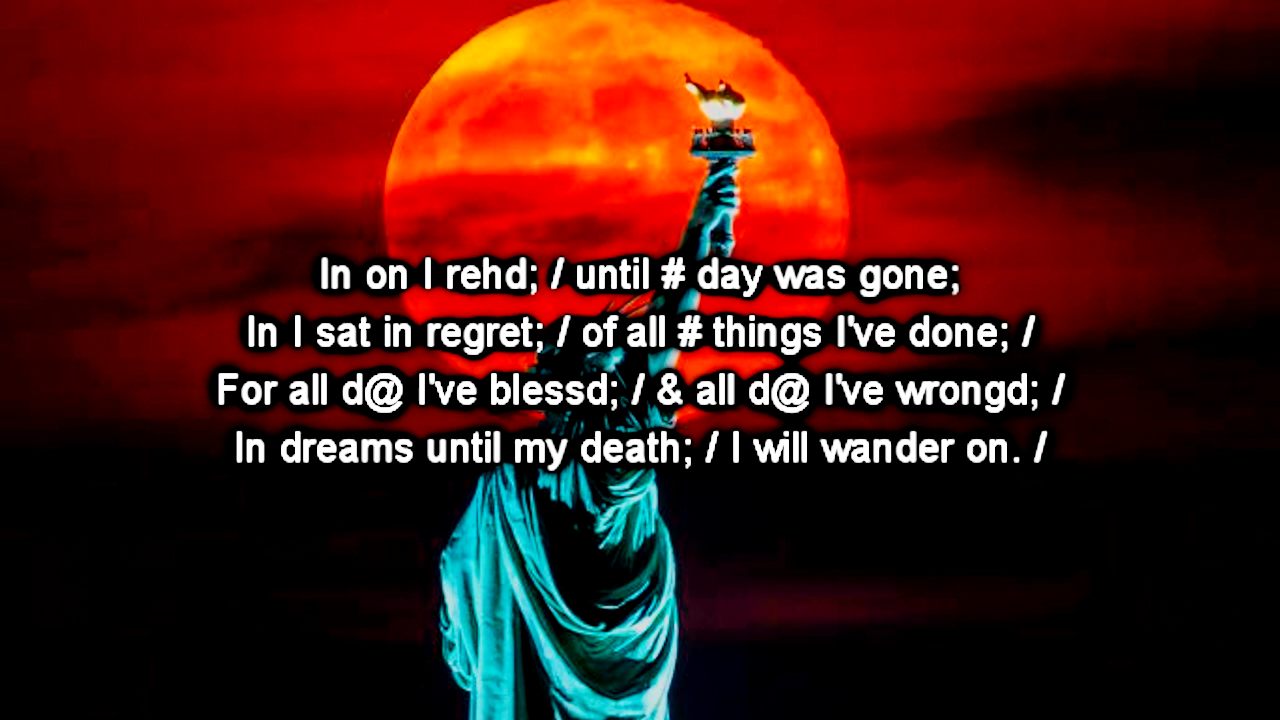 In on I rehd; / until # day was gone;
In I sat in regret; / of all # things I've done; /
For all d@ I've blessd; / & all d@ I've wrongd; /
In dreams until my death; / I will wander on. /